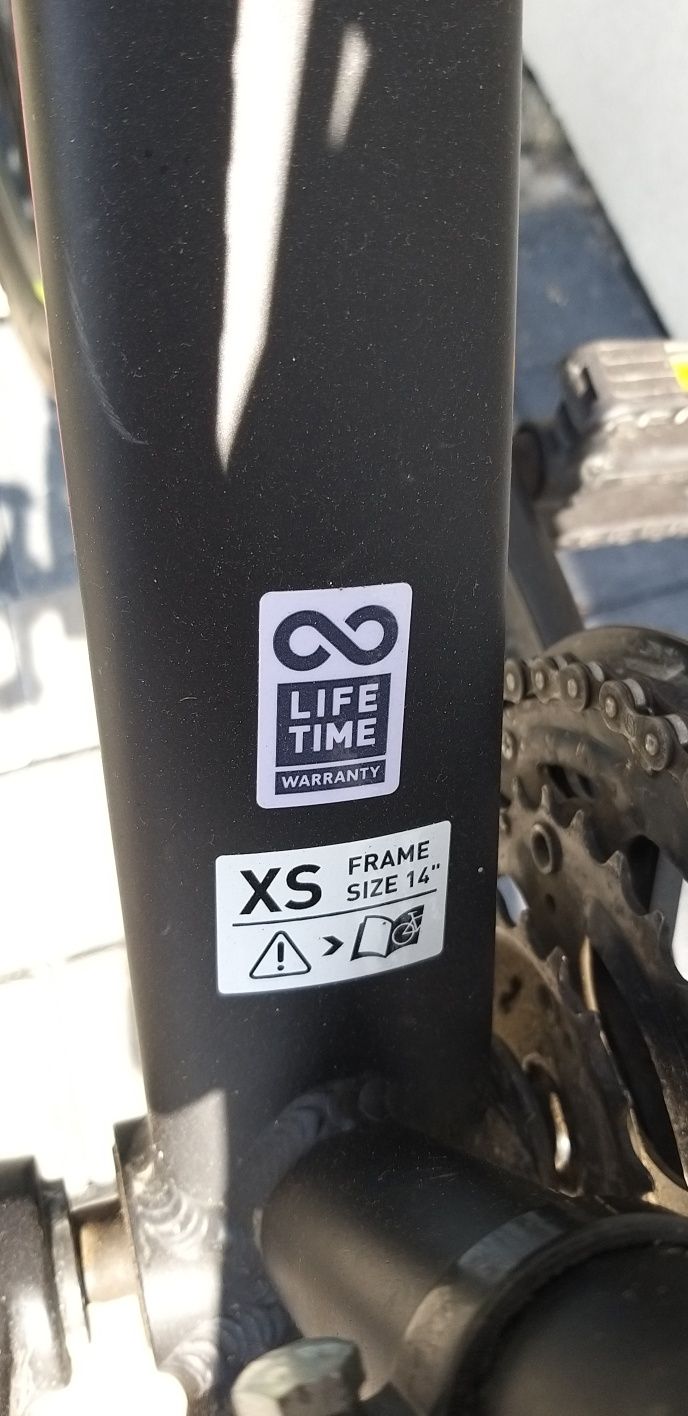 LIFE
TIME
WARRANTY
XS FRAME
SIZE 14"